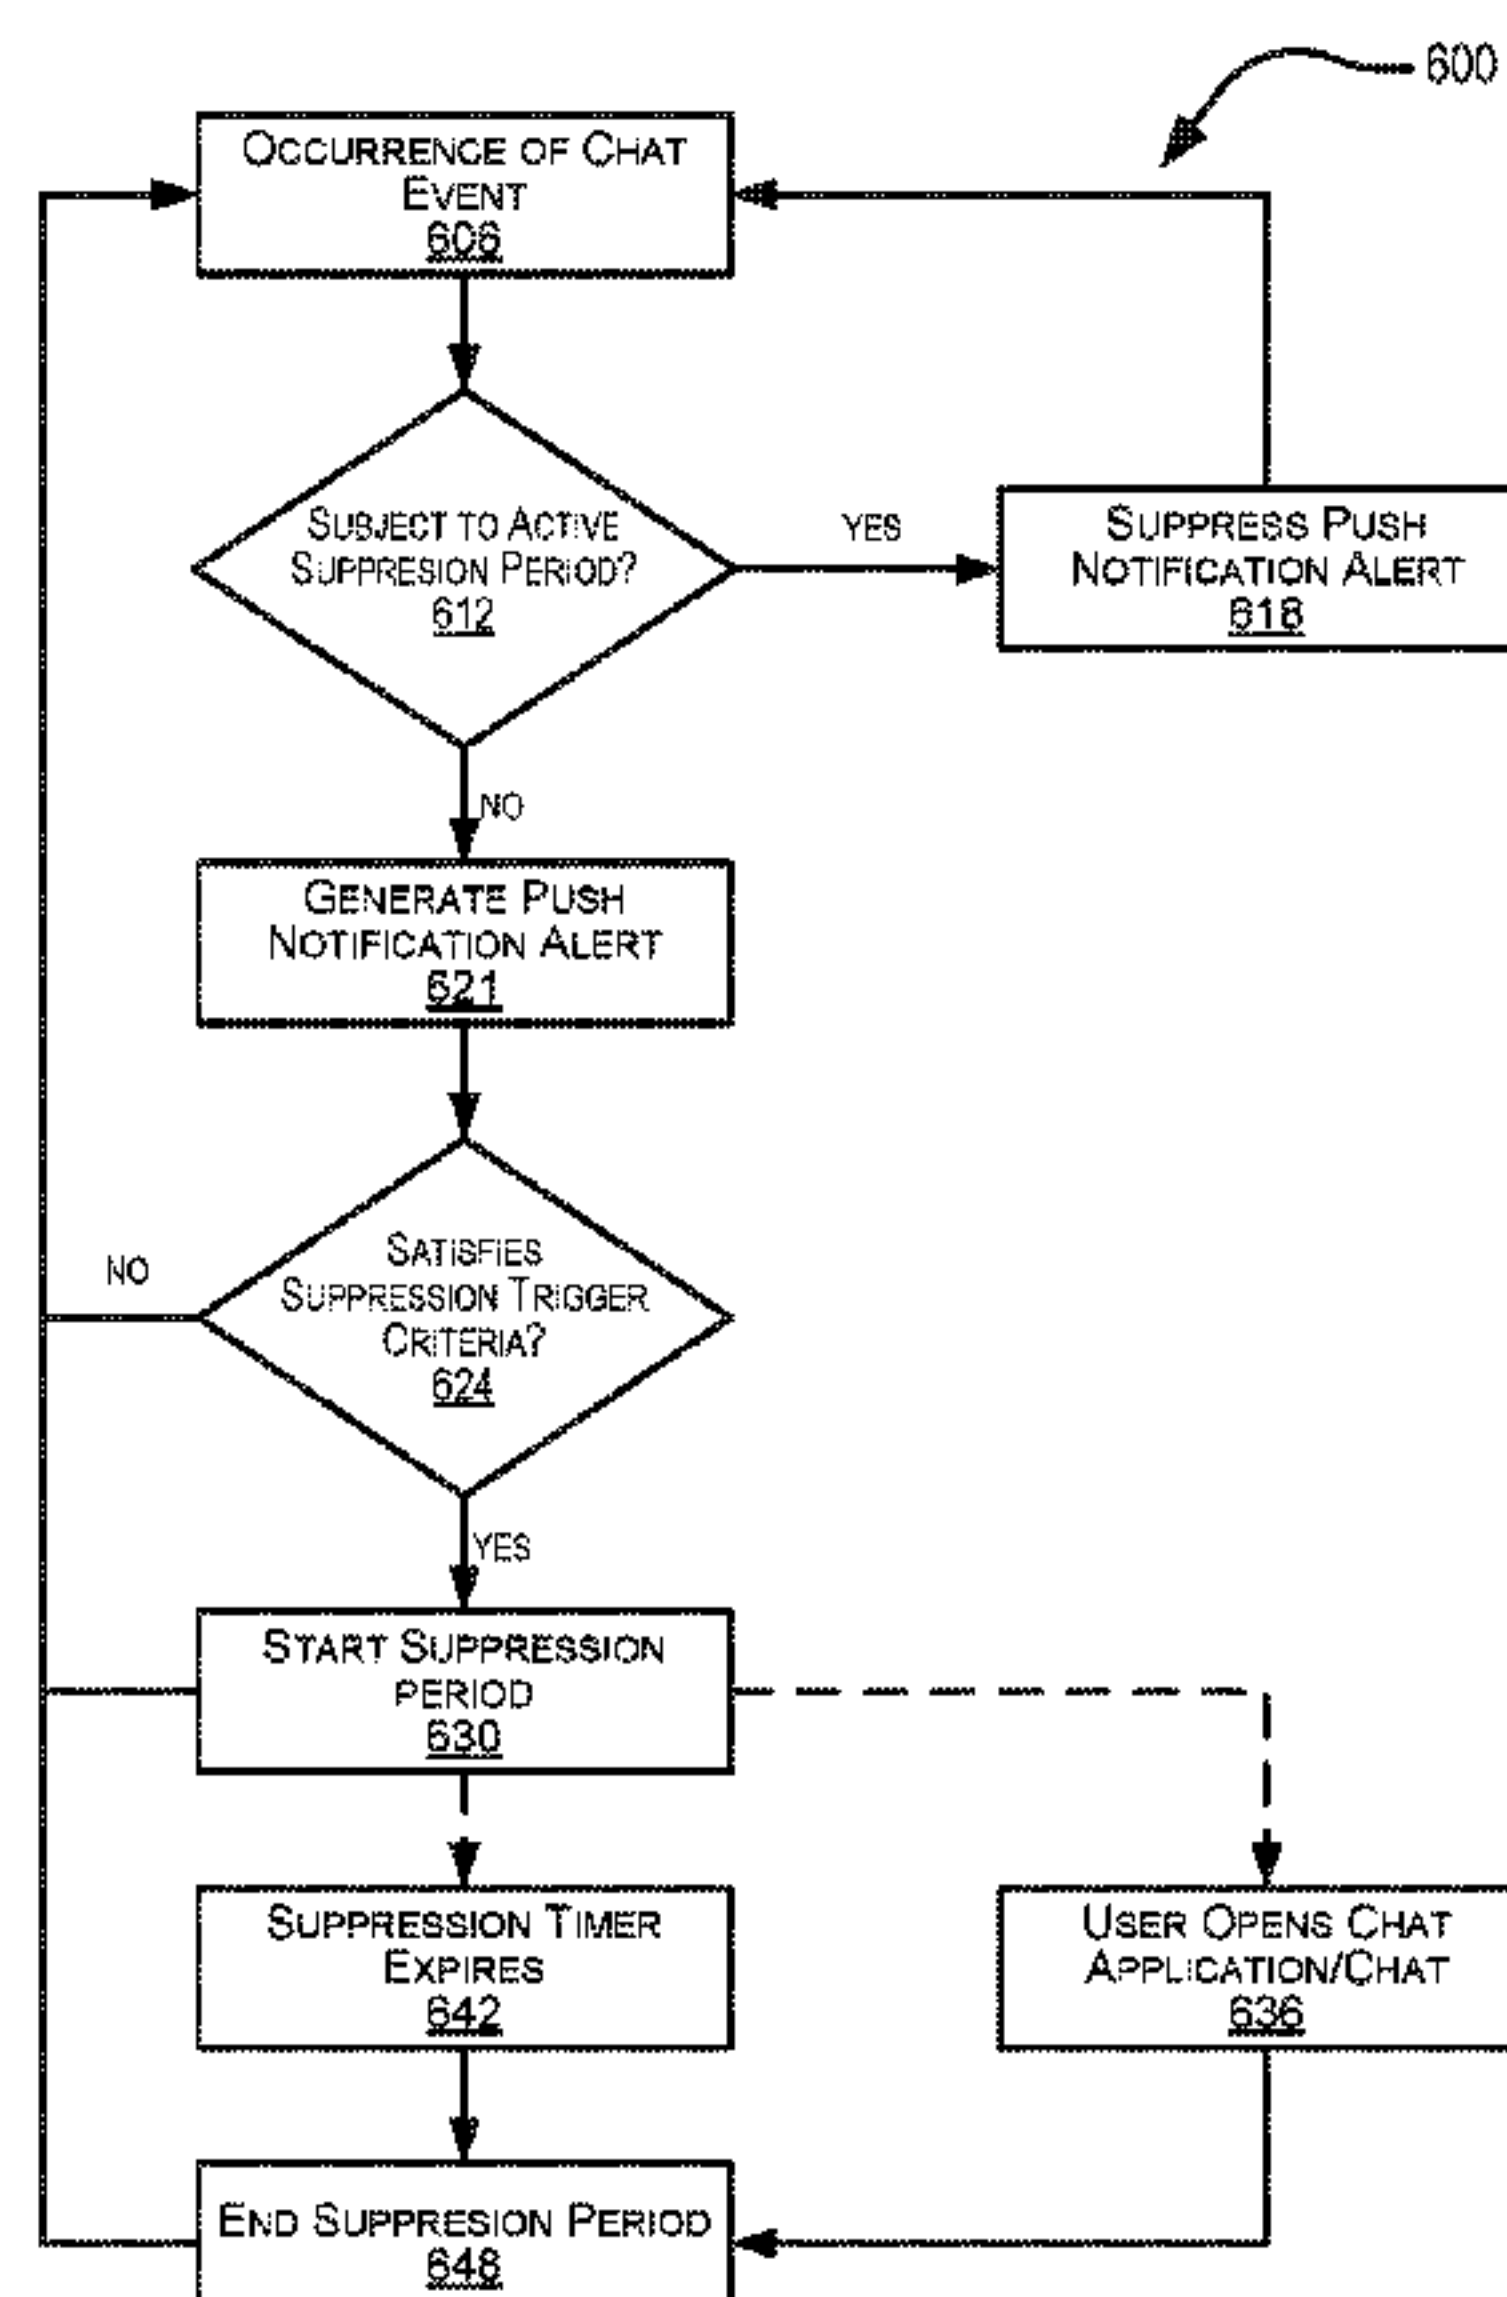 600
OCCURRENCE OF CHAT
EVENT
606
SUBJECT TO ACTIVE
SUPPRESION PERIOD?
612
YES
SUPPRESS PUSH
NOTIFICATION ALERT
618
NO
GENERATE PUSH
NOTIFICATION ALERT
621
SATISFIES
SUPPRESSION TRIGGER
CRITERIA?
624
NO
YES
START SUPPRESSION
PERIOD
630
SUPPRESSION TIMER
EXPIRES
642
USER OPENS CHAT
APPLICATION/CHAT
636
END SUPPRESION PERIOD
648